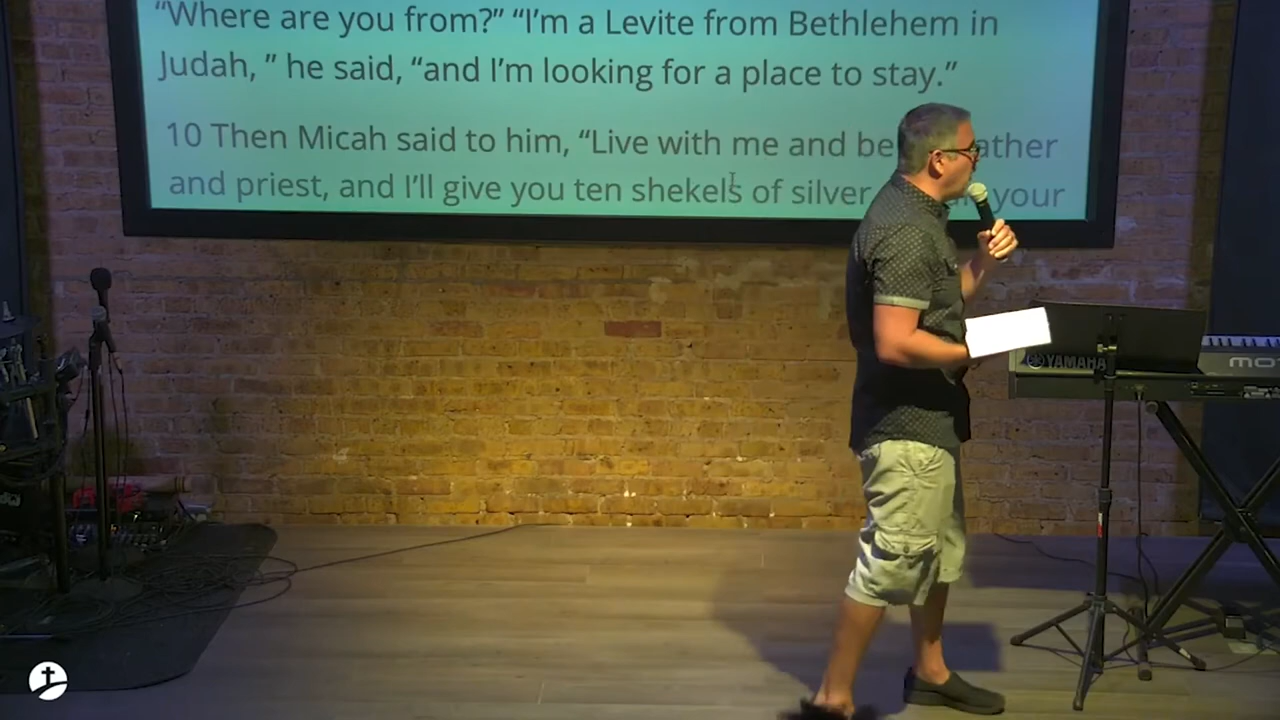 “Where are you from?” “I’m a Levite from Bethlehem in
Judah, ” he said, “and I’m looking for a place to stay.”
10 Then Micah said to him, “Live with me and be
and priest, and I’ll give you ten shekels of silver your
YAMAHA